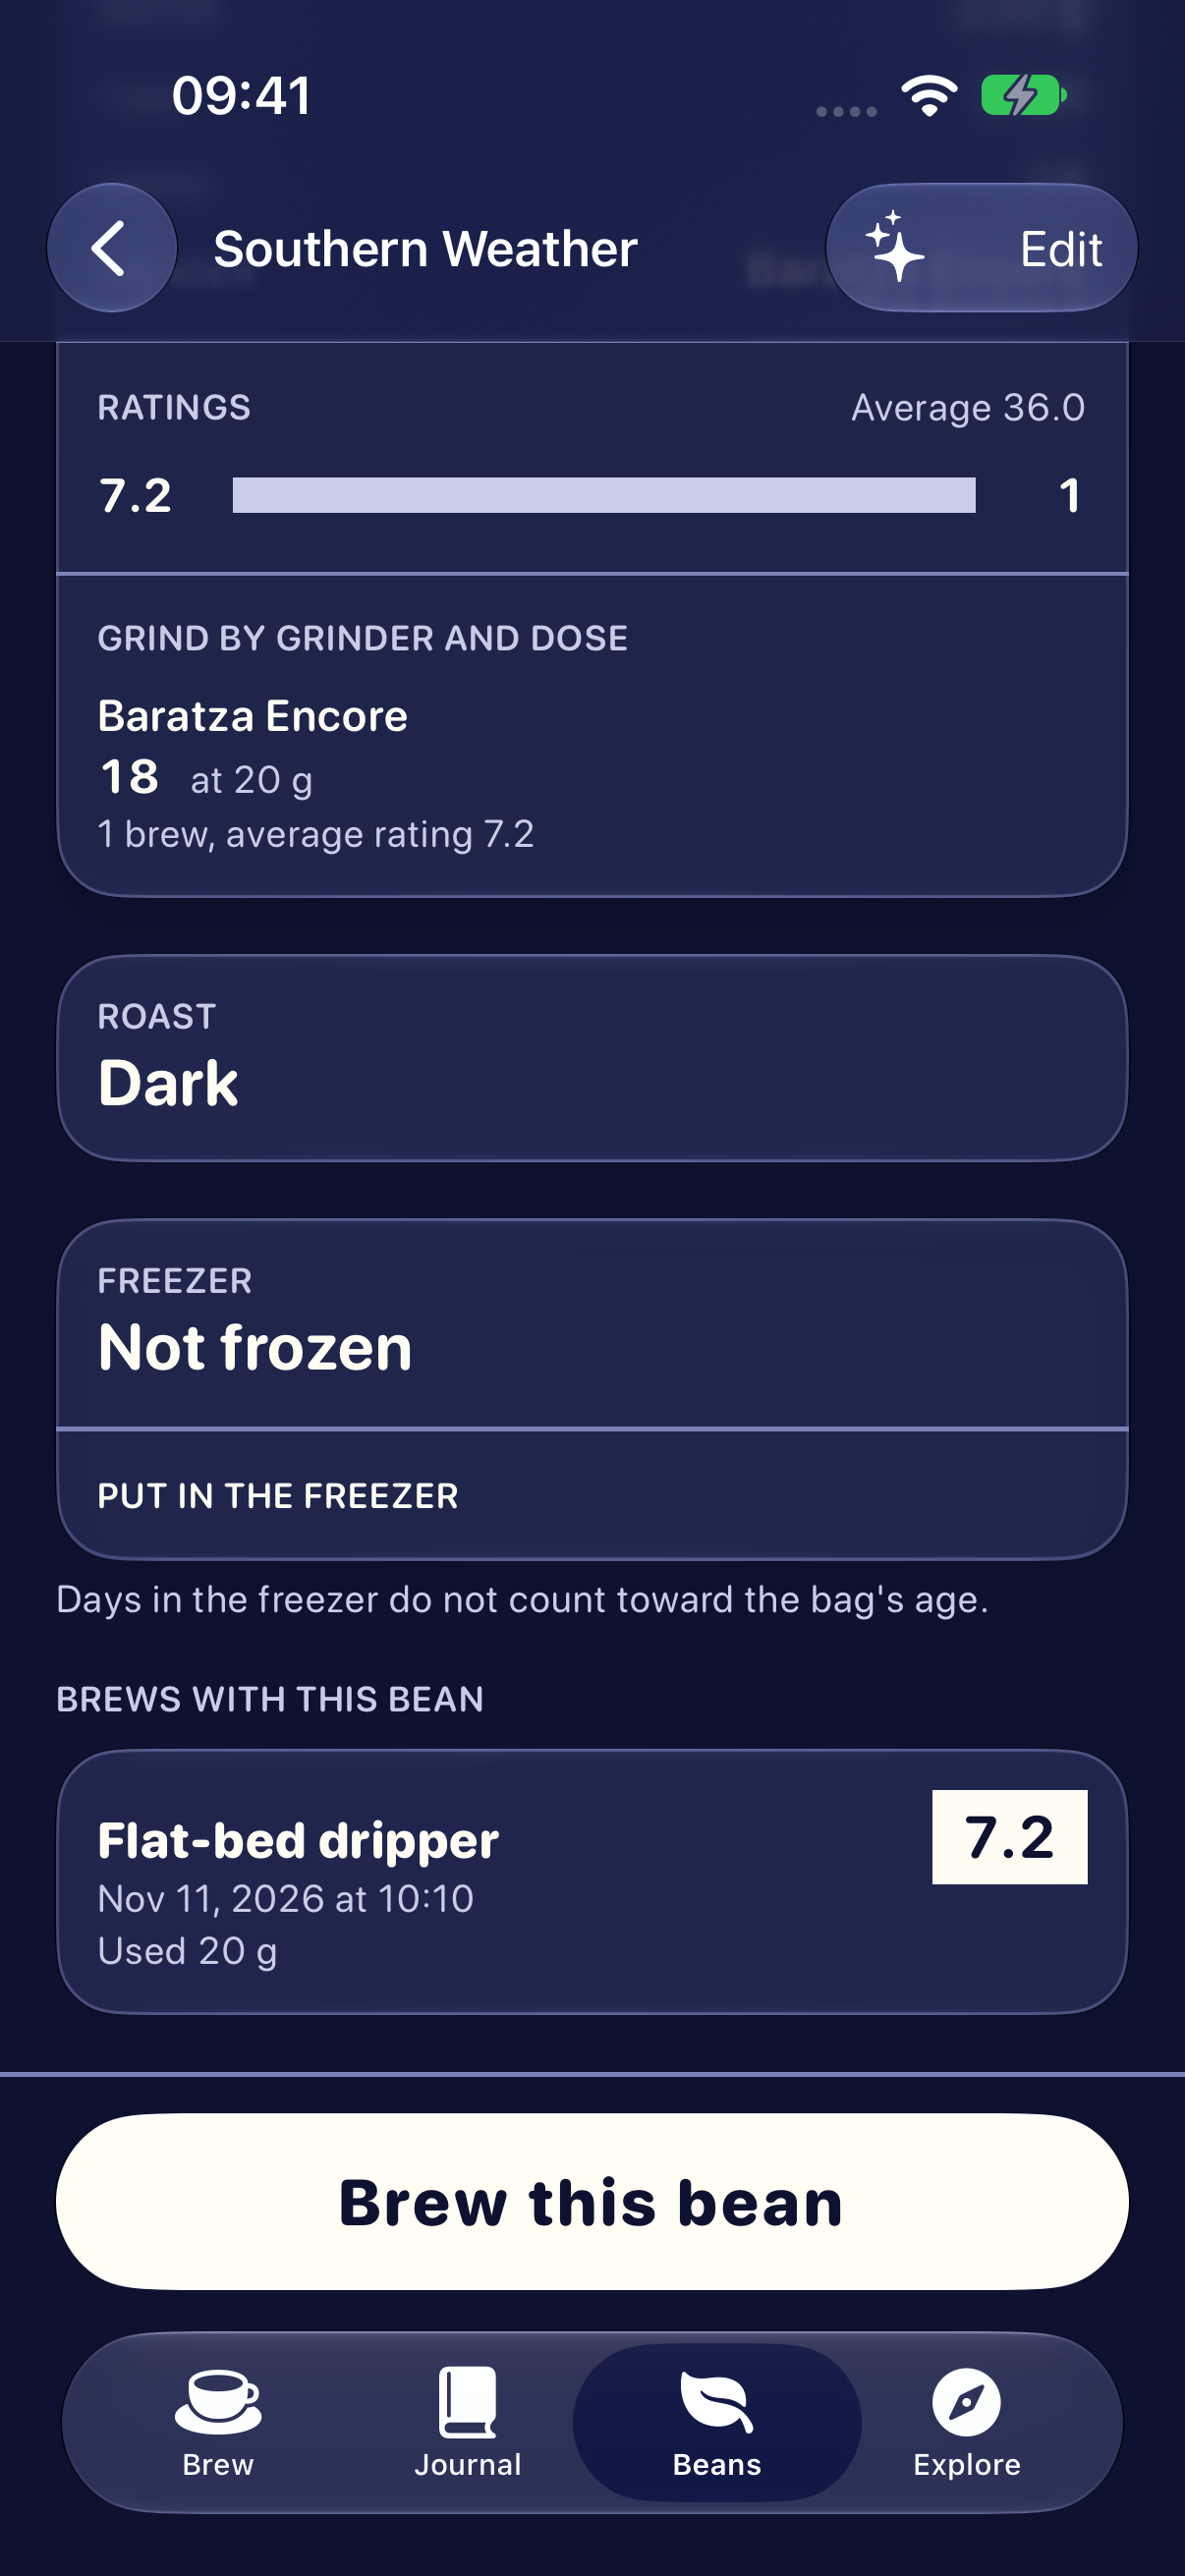 09:41
Southern Weather
Edit
RATINGS
Average 36.0
7.2
1
GRIND BY GRINDER AND DOSE
Baratza Encore
18 at 20 g
1 brew, average rating 7.2
ROAST
Dark
FREEZER
Not frozen
PUT IN THE FREEZER
Days in the freezer do not count toward the bag's age.
BREWS WITH THIS BEAN
Flat-bed dripper
7.2
Nov 11, 2026 at 10:10
Used 20 g
Brew this bean
Brew
Journal
Beans
Explore